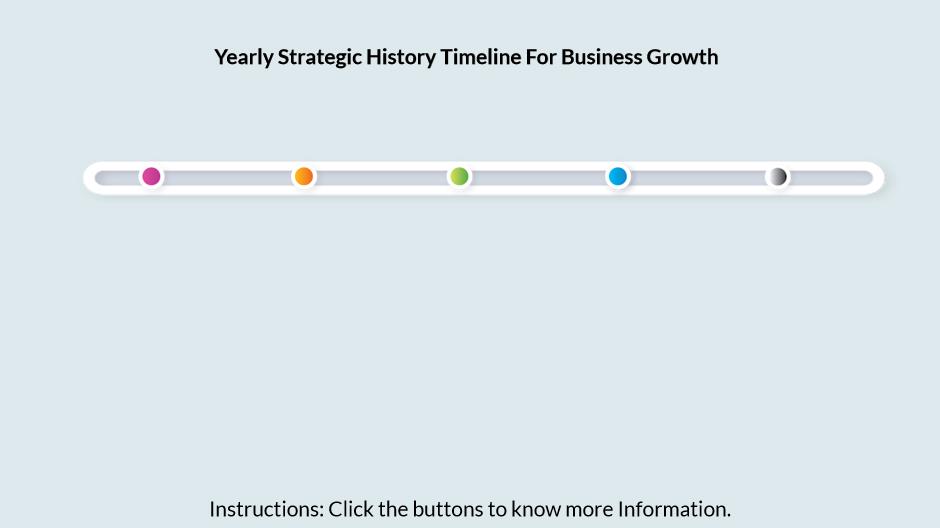 Yearly Strategic History Timeline For Business Growth
Instructions: Click the buttons to know more Information.